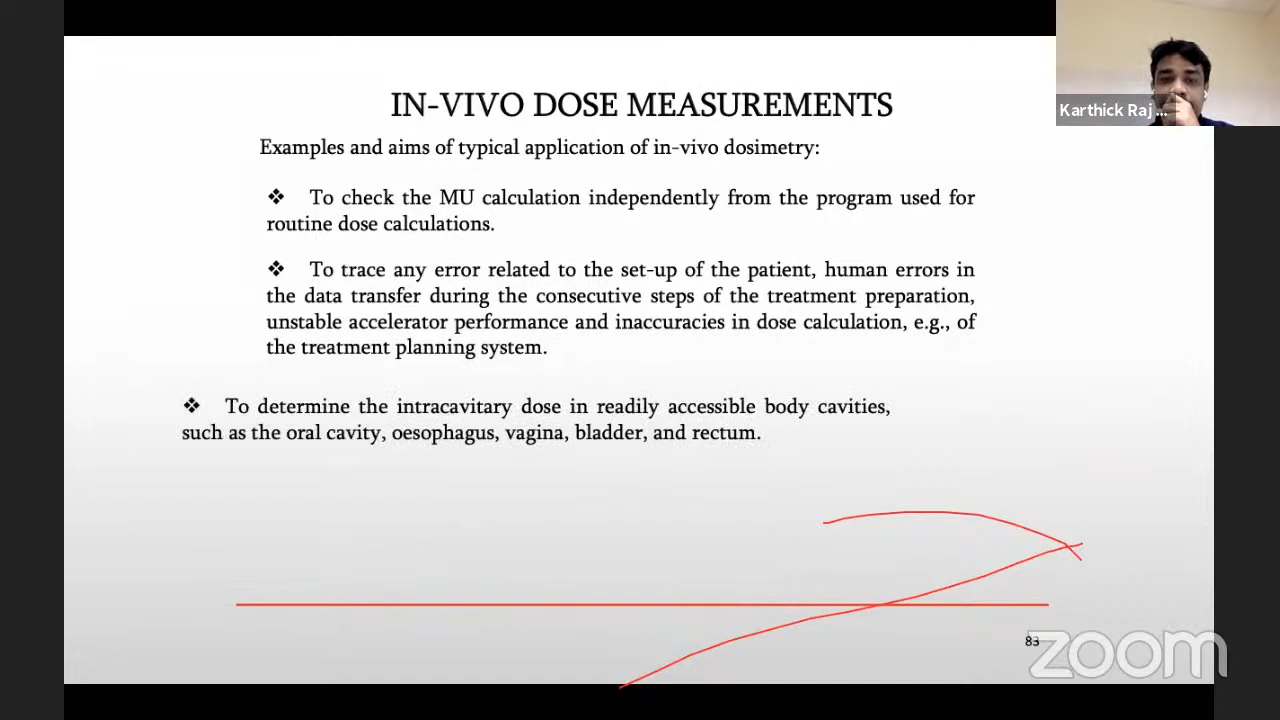 IN-VIVO DOSE MEASUREMENTS
Karthick Raj ...
Examples and aims of typical application of in-vivo dosimetry:
❖ To check the MU calculation independently from the program used for
routine dose calculations.
❖ To trace any error related to the set-up of the patient, human errors in
the data transfer during the consecutive steps of the treatment preparation,
unstable accelerator performance and inaccuracies in dose calculation, e.g., of
the treatment planning system.
❖ To determine the intracavitary dose in readily accessible body cavities,
such as the oral cavity, oesophagus, vagina, bladder, and rectum.
83
zoom